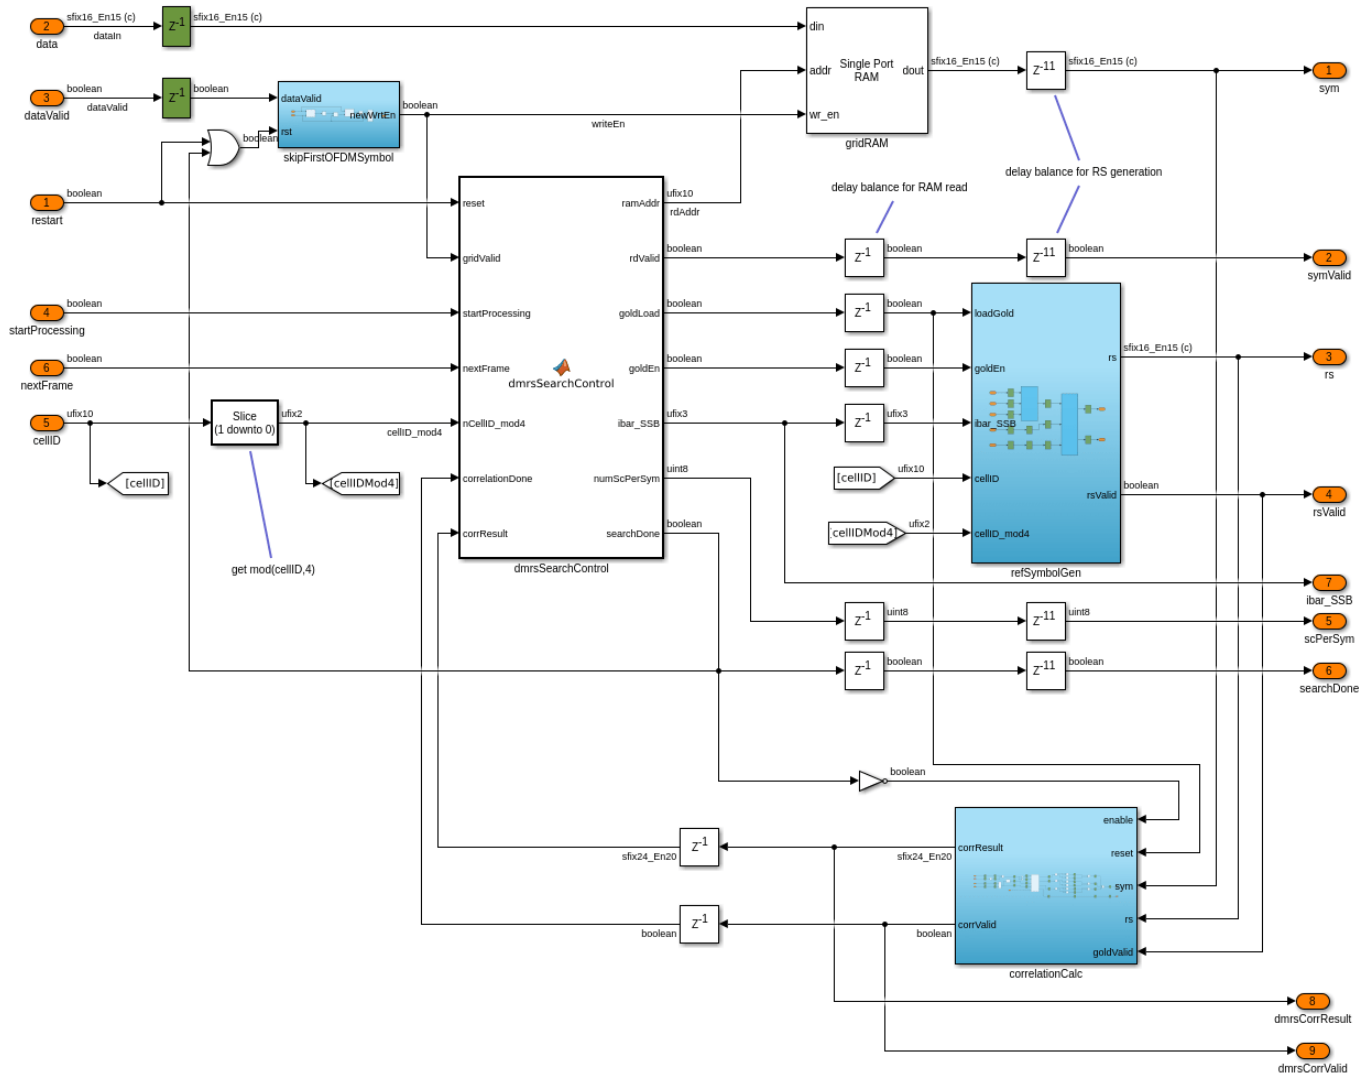 2
data
sfix16_En15 (c)
dataIn
Z-1
sfix16_En15 (c)
din
addr
wr_en
Single Port
RAM
dout
gridRAM
sfix16_En15 (c)
Z-11
sfix16_En15 (c)
1
sym
3
dataValid
boolean
dataValid
Z-1
boolean
dataValid
rst
newWrtEn
skipFirstOFDMSymbol
boolean
boolean
writeEn
delay balance for RS generation
delay balance for RAM read
1
restart
boolean
reset
gridValid
startProcessing
nextFrame
nCellID_mod4
correlationDone
corrResult
dmrsSearchControl
ramAddr
rdValid
goldLoad
goldEn
ibar_SSB
numScPerSym
searchDone
dmrsSearchControl
ufix10
rdAddr
boolean
Z-1
boolean
Z-11
boolean
2
symValid
4
startProcessing
boolean
boolean
Z-1
boolean
6
nextFrame
boolean
boolean
Z-1
boolean
5
cellID
ufix10
Slice
(1 downto 0)
ufix2
cellID_mod4
ufix3
Z-1
ufix3
[cellID]
[cellIDMod4]
get mod(cellID,4)
uint8
boolean
[cellID]
ufix10
[cellIDMod4]
ufix2
loadGold
goldEn
ibar_SSB
cellID
cellID_mod4
rs
rsValid
refSymbolGen
sfix16_En15 (c)
3
rs
boolean
4
rsValid
7
ibar_SSB
Z-1
uint8
Z-11
uint8
5
scPerSym
Z-1
boolean
Z-11
boolean
6
searchDone
boolean
enable
reset
sym
rs
goldValid
corrResult
corrValid
correlationCalc
sfix24_En20
Z-1
sfix24_En20
boolean
Z-1
boolean
8
dmrsCorrResult
9
dmrsCorrValid